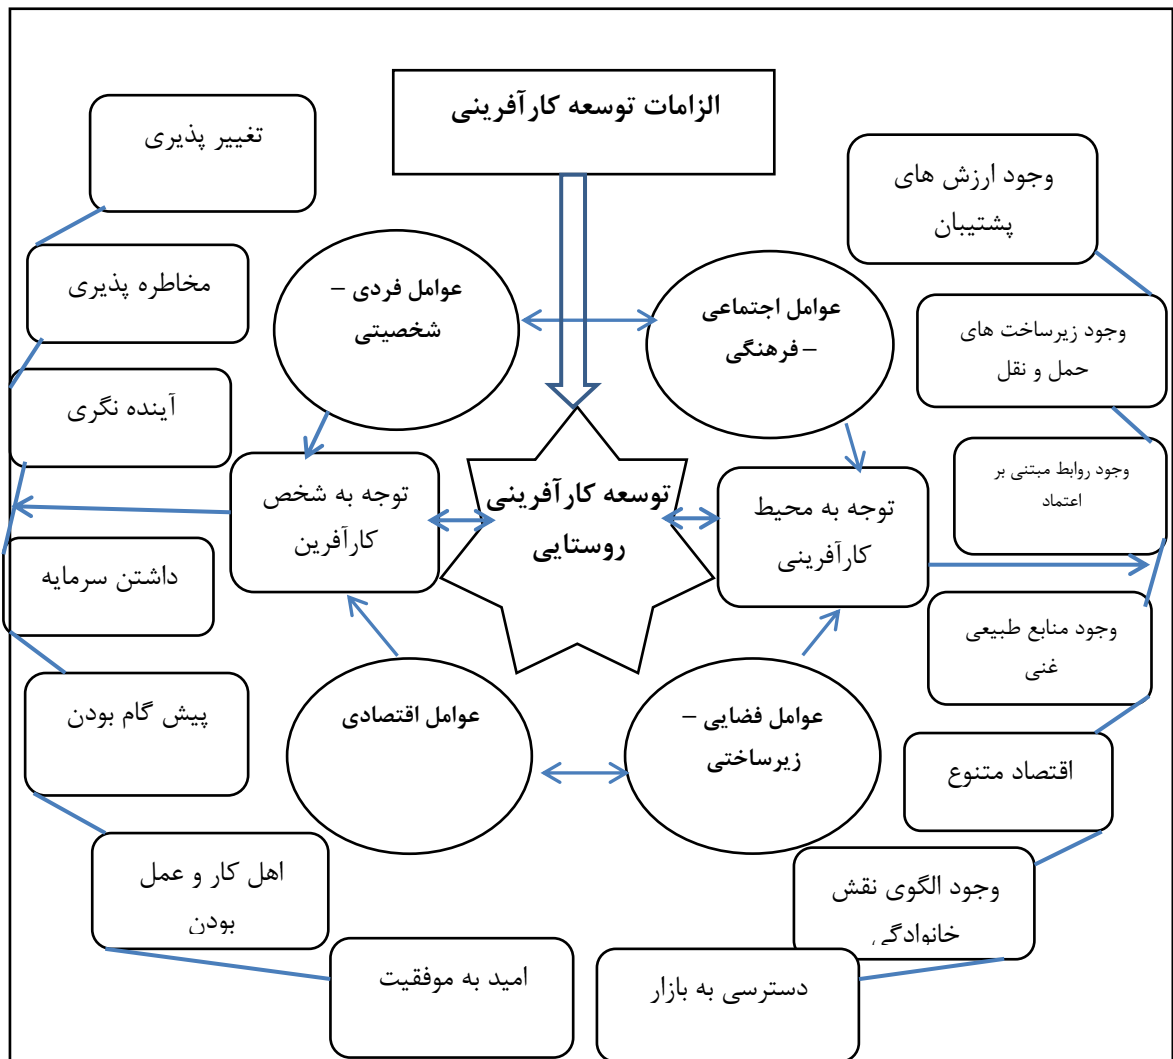 الزامات توسعه کارآفرینی
تغییر پذیری
وجود ارزش های
پشتیبان
مخاطره پذیری
عوامل فردی –
شخصیتی
عوامل اجتماعی
– فرهنگی
وجود زیرساخت های
حمل و نقل
آینده نگری
وجود روابط مبتنی بر
اعتماد
توجه به شخص
کارآفرین
توسعه کارآفرینی
روستایی
توجه به محیط
کارآفرینی
داشتن سرمایه
وجود منابع طبیعی
غنی
پیش گام بودن
عوامل اقتصادی
عوامل فضایی –
زیرساختی
اقتصاد متنوع
اهل کار و عمل
بودن
وجود الگوی نقش
خانوادگی
امید به موفقیت
دسترسی به بازار